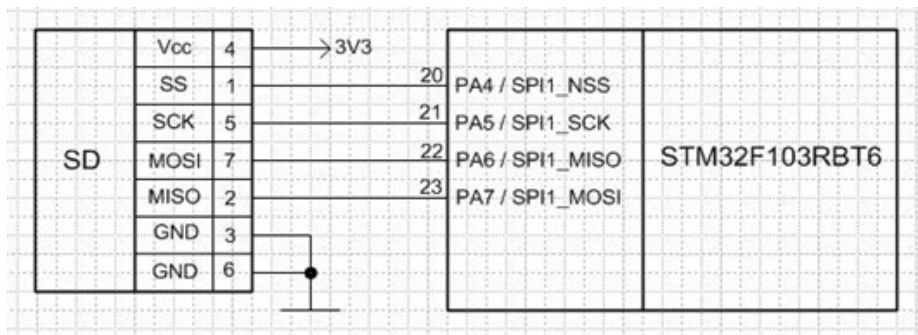 Vcc 4 3V3
SS 1 20 PA4 / SPI1_NSS
SCK 5 21 PA5 / SPI1_SCK
SD MOSI 7 22 PA6 / SPI1_MISO STM32F103RBT6
MISO 2 23 PA7 / SPI1_MOSI
GND 3
GND 6